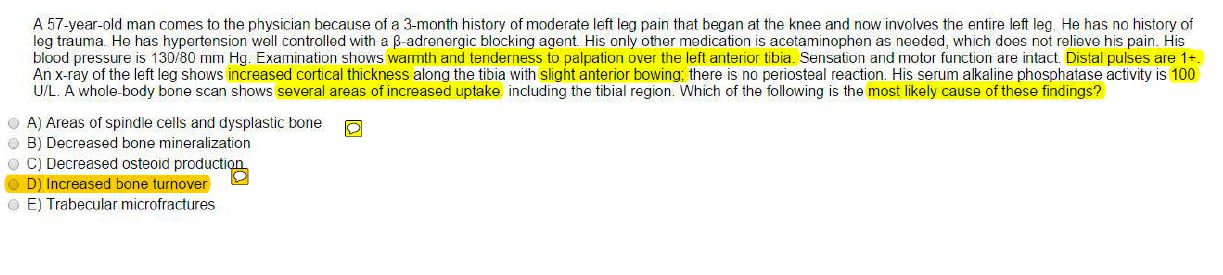 A 57-year-old man comes to the physician because of a 3-month history of moderate left leg pain that began at the knee and now involves the entire left leg. He has no history of
leg trauma. He has hypertension well controlled with a β-adrenergic blocking agent. His only other medication is acetaminophen as needed, which does not relieve his pain. His
blood pressure is 130/80 mm Hg. Examination shows warmth and tenderness to palpation over the left anterior tibia. Sensation and motor function are intact. Distal pulses are 1+.
An x-ray of the left leg shows increased cortical thickness along the tibia with slight anterior bowing; there is no periosteal reaction. His serum alkaline phosphatase activity is 100
U/L. A whole-body bone scan shows several areas of increased uptake, including the tibial region. Which of the following is the most likely cause of these findings?
A) Areas of spindle cells and dysplastic bone
B) Decreased bone mineralization
C) Decreased osteoid production
D) Increased bone turnover
E) Trabecular microfractures